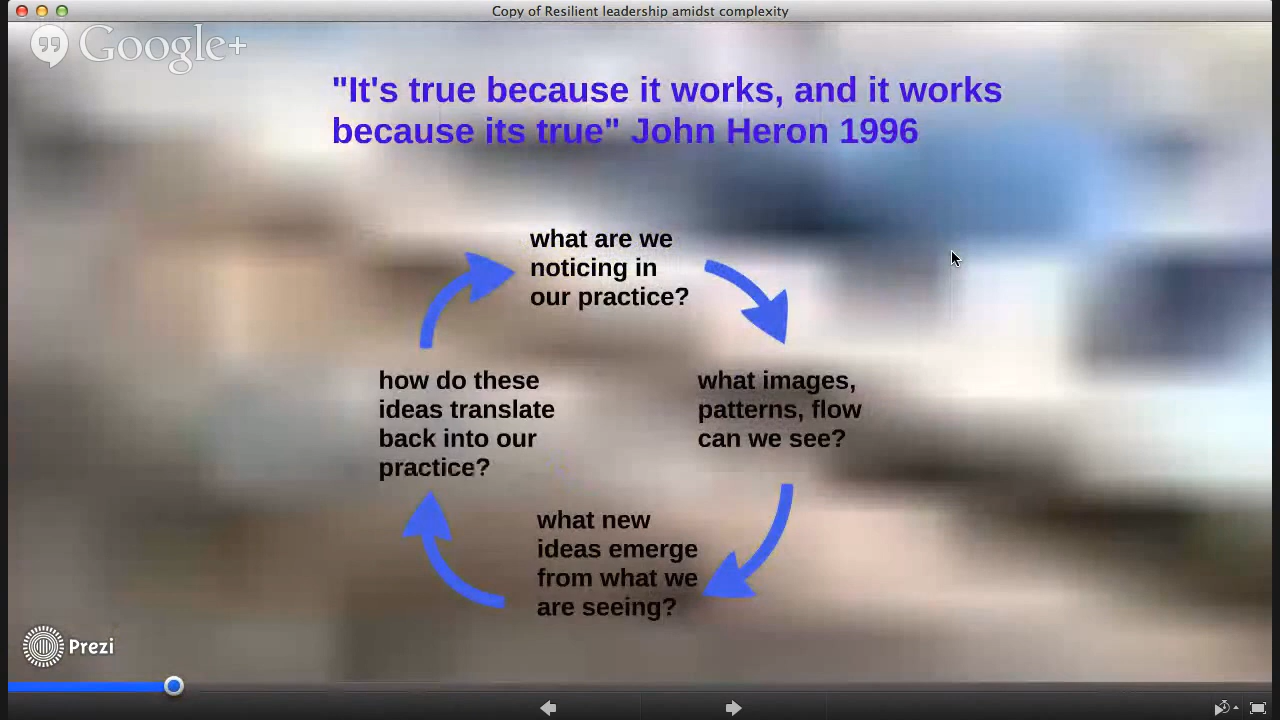 Copy of Resilient leadership amidst complexity
Google+
"It's true because it works, and it works
because its true" John Heron 1996
what are we
noticing in
our practice?
what images,
patterns, flow
can we see?
what new
ideas emerge
from what we
are seeing?
how do these
ideas translate
back into our
practice?
Prezi